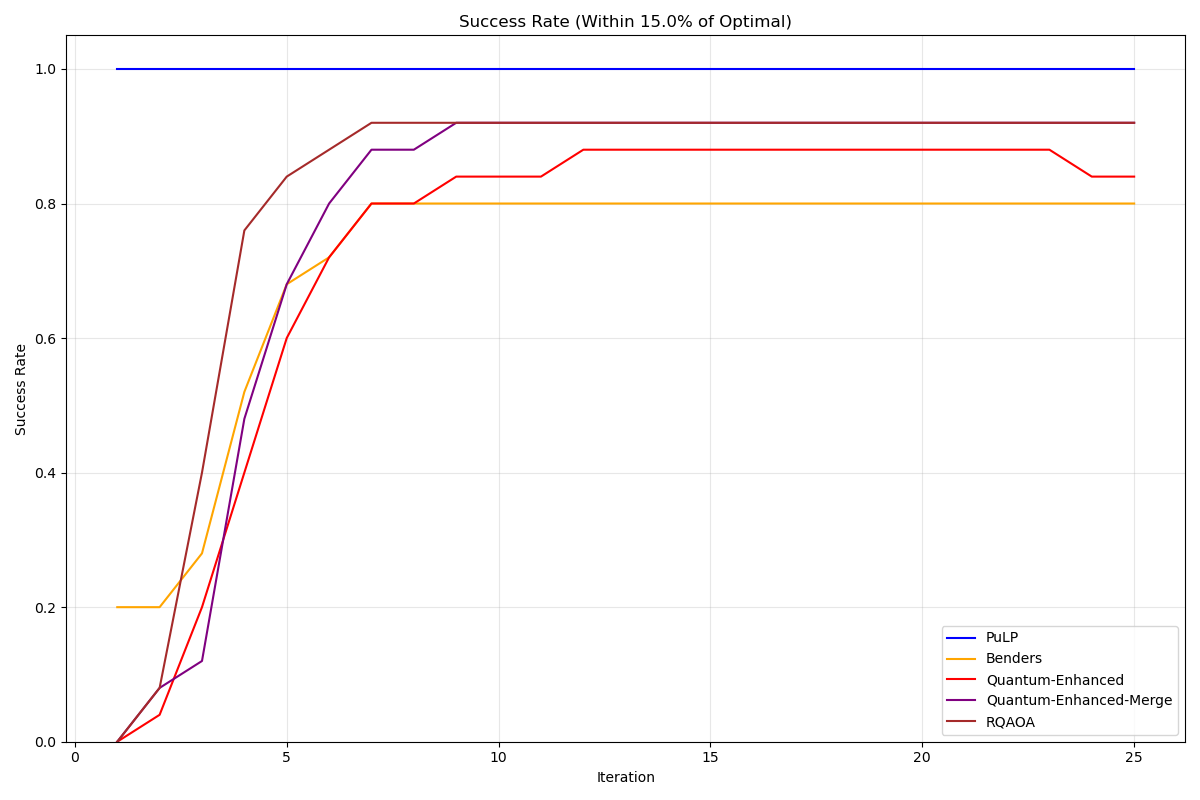 Success Rate (Within 15.0% of Optimal)
1.0
0.8
0.6
0.4
0.2
0.0
Success Rate
0 5 10 15 20 25
Iteration
PuLP
Benders
Quantum-Enhanced
Quantum-Enhanced-Merge
RQAOA